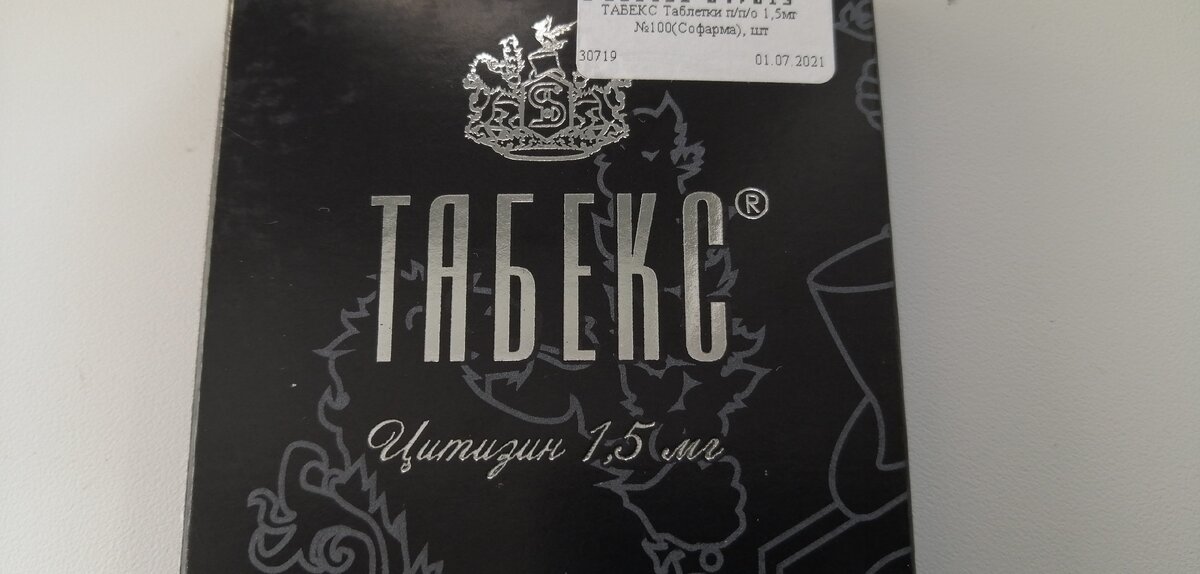 ТАБЕКС Таблетки п/п/о 1,5мг
№100(Софарма), шт
30719 01.07.2021
S
ТАБЕКС®
Цитизин 1,5 мг